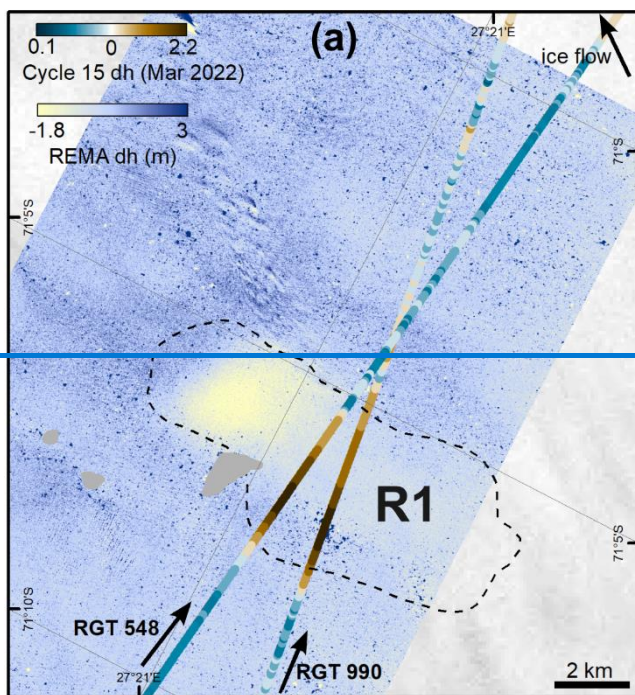 (a)
27°21'E
0.1 0 2.2
Cycle 15 dh (Mar 2022)
ice flow
-1.8 3
REMA dh (m)
71°S
71°5'S
R1
71°5'S
71°10'S
RGT 548
RGT 990
27°21'E
2 km